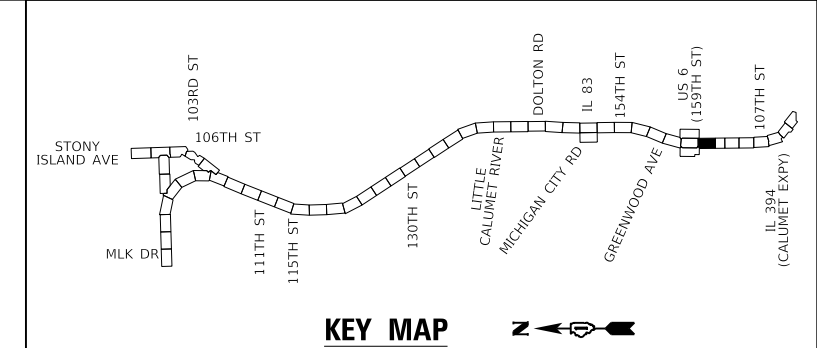 103RD ST
106TH ST
STONY
ISLAND AVE
MLK DR
111TH ST
115TH ST
130TH ST
LITTLE
CALUMET RIVER
DOLTON RD
MICHIGAN CITY RD
IL 83
154TH ST
GREENWOOD AVE
US 6
(159TH ST)
107TH ST
IL 394
(CALUMET EXPY)
KEY MAP
N